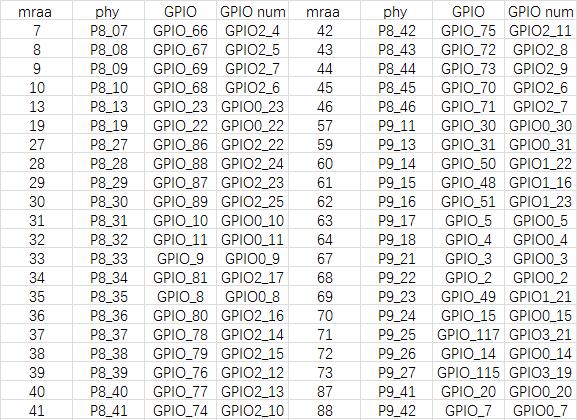 mraa phy GPIO GPIO num mraa phy GPIO GPIO num
7 P8_07 GPIO_66 GPIO2_4 42 P8_42 GPIO_75 GPIO2_11
8 P8_08 GPIO_67 GPIO2_5 43 P8_43 GPIO_72 GPIO2_8
9 P8_09 GPIO_69 GPIO2_7 44 P8_44 GPIO_73 GPIO2_9
10 P8_10 GPIO_68 GPIO2_6 45 P8_45 GPIO_70 GPIO2_6
13 P8_13 GPIO_23 GPIO0_23 46 P8_46 GPIO_71 GPIO2_7
19 P8_19 GPIO_22 GPIO0_22 57 P9_11 GPIO_30 GPIO0_30
27 P8_27 GPIO_86 GPIO2_22 59 P9_13 GPIO_31 GPIO0_31
28 P8_28 GPIO_88 GPIO2_24 60 P9_14 GPIO_50 GPIO1_22
29 P8_29 GPIO_87 GPIO2_23 61 P9_15 GPIO_48 GPIO1_16
30 P8_30 GPIO_89 GPIO2_25 62 P9_16 GPIO_51 GPIO1_23
31 P8_31 GPIO_10 GPIO0_10 63 P9_17 GPIO_5 GPIO0_5
32 P8_32 GPIO_11 GPIO0_11 64 P9_18 GPIO_4 GPIO0_4
33 P8_33 GPIO_9 GPIO0_9 67 P9_21 GPIO_3 GPIO0_3
34 P8_34 GPIO_81 GPIO2_17 68 P9_22 GPIO_2 GPIO0_2
35 P8_35 GPIO_8 GPIO0_8 69 P9_23 GPIO_49 GPIO1_21
36 P8_36 GPIO_80 GPIO2_16 70 P9_24 GPIO_15 GPIO0_15
37 P8_37 GPIO_78 GPIO2_14 71 P9_25 GPIO_117 GPIO3_21
38 P8_38 GPIO_79 GPIO2_15 72 P9_26 GPIO_14 GPIO0_14
39 P8_39 GPIO_76 GPIO2_12 73 P9_27 GPIO_115 GPIO3_19
40 P8_40 GPIO_77 GPIO2_13 87 P9_41 GPIO_20 GPIO0_20
41 P8_41 GPIO_74 GPIO2_10 88 P9_42 GPIO_7 GPIO0_7